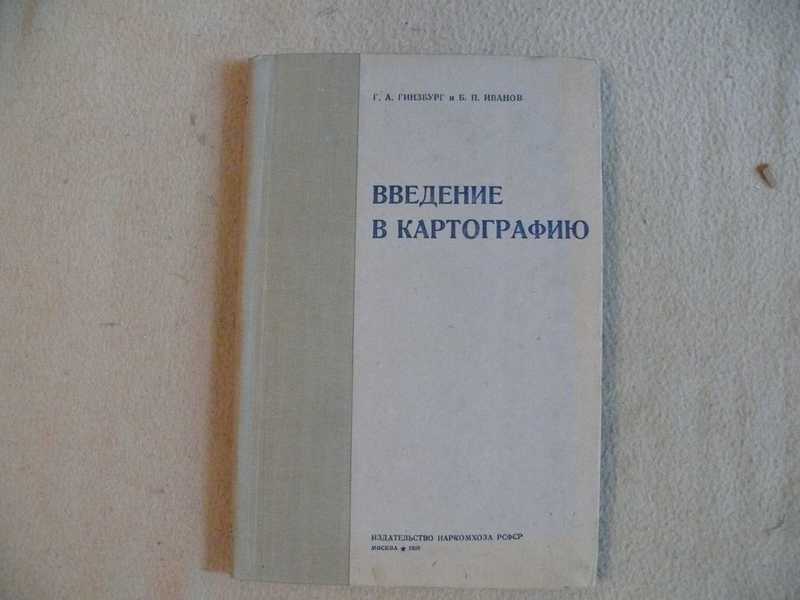 Г. А. ГИНЗБУРГ и Б. П. ИВАНОВ
ВВЕДЕНИЕ
В КАРТОГРАФИЮ
ИЗДАТЕЛЬСТВО НАРКОМХОЗА РСФСР
МОСКВА ★